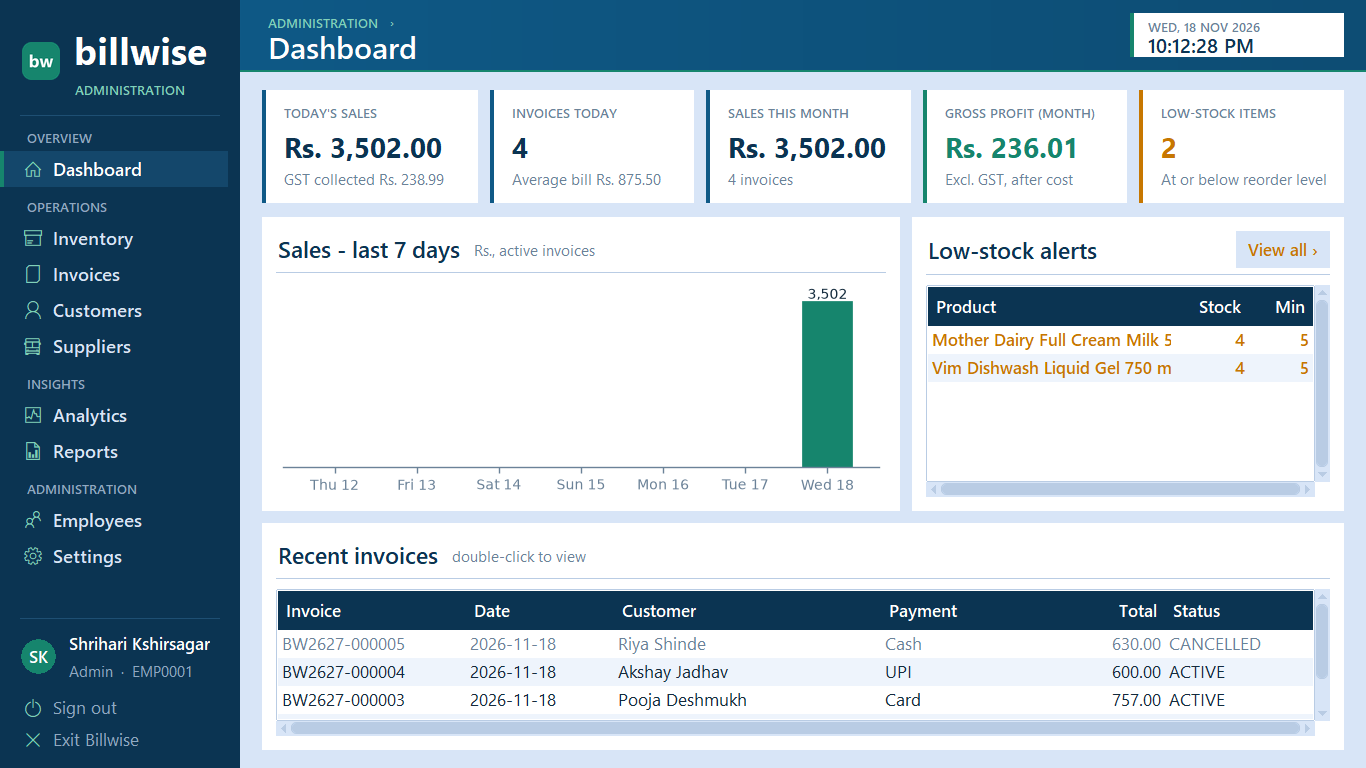 bw billwise
ADMINISTRATION
OVERVIEW
Dashboard
OPERATIONS
Inventory
Invoices
Customers
Suppliers
INSIGHTS
Analytics
Reports
ADMINISTRATION
Employees
Settings
SK Shrihari Kshirsagar
Admin · EMP0001
Sign out
Exit Billwise
ADMINISTRATION ›
Dashboard
WED, 18 NOV 2026
10:12:28 PM
TODAY'S SALES
Rs. 3,502.00
GST collected Rs. 238.99
INVOICES TODAY
4
Average bill Rs. 875.50
SALES THIS MONTH
Rs. 3,502.00
4 invoices
GROSS PROFIT (MONTH)
Rs. 236.01
Excl. GST, after cost
LOW-STOCK ITEMS
2
At or below reorder level
Sales - last 7 days Rs., active invoices
3,502
Thu 12 Fri 13 Sat 14 Sun 15 Mon 16 Tue 17 Wed 18
Low-stock alerts View all ›
Product Stock Min
Mother Dairy Full Cream Milk 5 4 5
Vim Dishwash Liquid Gel 750 m 4 5
Recent invoices double-click to view
Invoice Date Customer Payment Total Status
BW2627-000005 2026-11-18 Riya Shinde Cash 630.00 CANCELLED
BW2627-000004 2026-11-18 Akshay Jadhav UPI 600.00 ACTIVE
BW2627-000003 2026-11-18 Pooja Deshmukh Card 757.00 ACTIVE